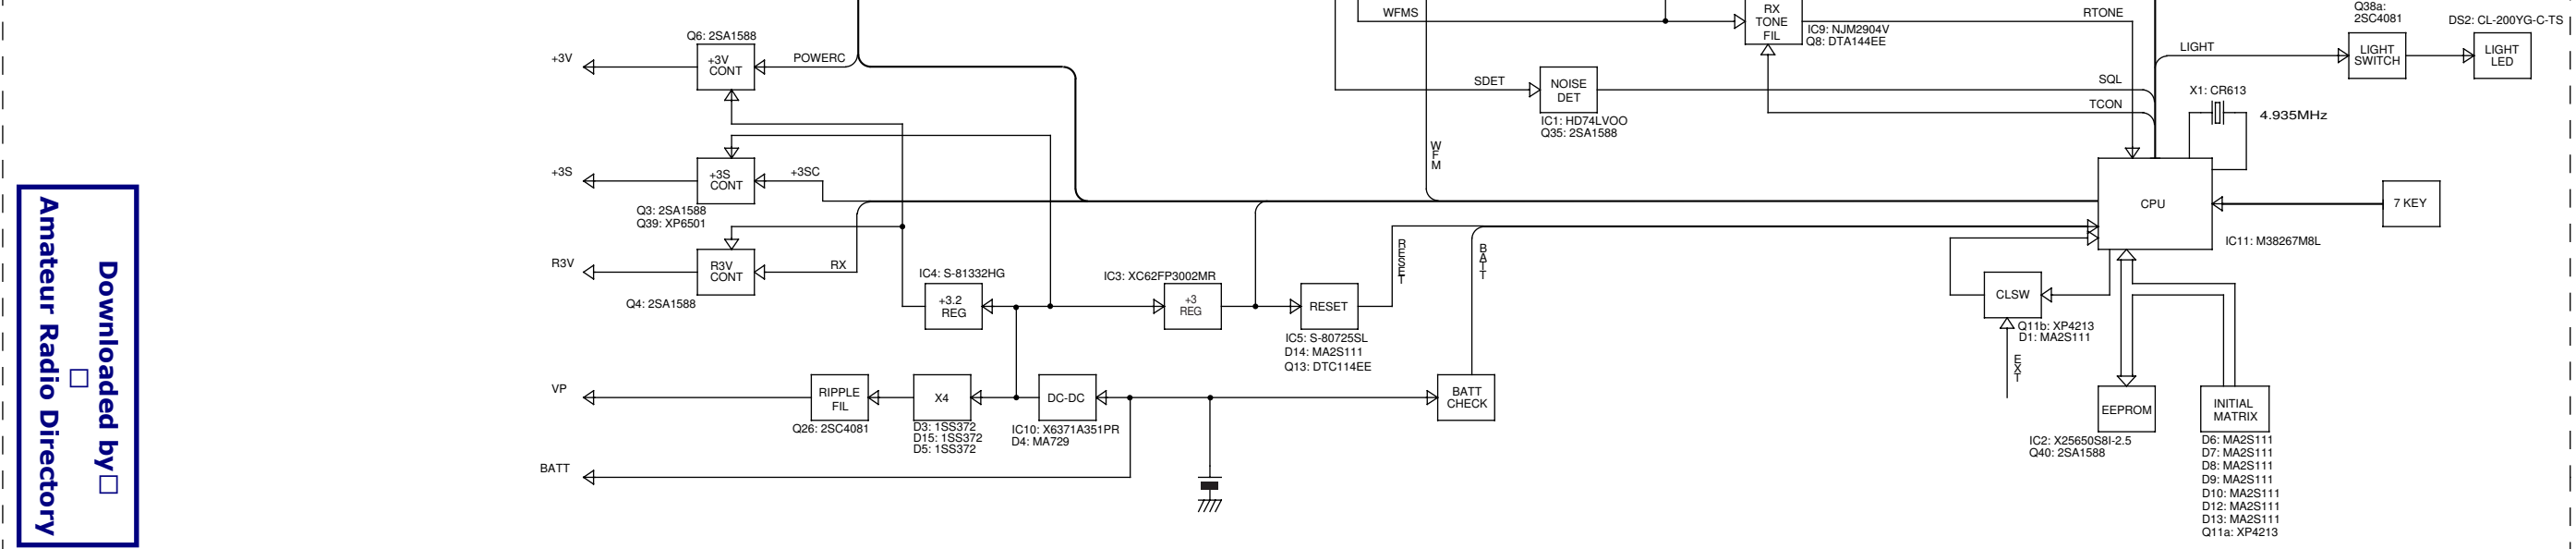 WFMS
RX
TONE
FIL
IC9: NJM2904V
Q8: DTA144EE
RTONE
Q38a:
2SC4081
DS2: CL-200YG-C-TS
LIGHT
LIGHT
SWITCH
LIGHT
LED
Q6: 2SA1588
+3V
+3V
CONT
POWERC
SDET
NOISE
DET
IC1: HD74LVOO
Q35: 2SA1588
SQL
TCON
X1: CR613
4.935MHz
WFM
+3S
+3S
CONT
+3SC
Q3: 2SA1588
Q39: XP6501
CPU
7 KEY
IC11: M38267M8L
R3V
R3V
CONT
RX
Q4: 2SA1588
IC4: S-81332HG
+3.2
REG
IC3: XC62FP3002MR
+3
REG
RESET
RESET
BATT
IC5: S-80725SL
D14: MA2S111
Q13: DTC114EE
CLSW
Q11b: XP4213
D1: MA2S111
EXT
VP
RIPPLE
FIL
Q26: 2SC4081
X4
D3: 1SS372
D15: 1SS372
D5: 1SS372
DC-DC
IC10: X6371A351PR
D4: MA729
BATT
CHECK
EEPROM
IC2: X25650S8I-2.5
Q40: 2SA1588
INITIAL
MATRIX
D6: MA2S111
D7: MA2S111
D8: MA2S111
D9: MA2S111
D10: MA2S111
D12: MA2S111
D13: MA2S111
Q11a: XP4213
BATT
Downloaded by□
□
Amateur Radio Directory